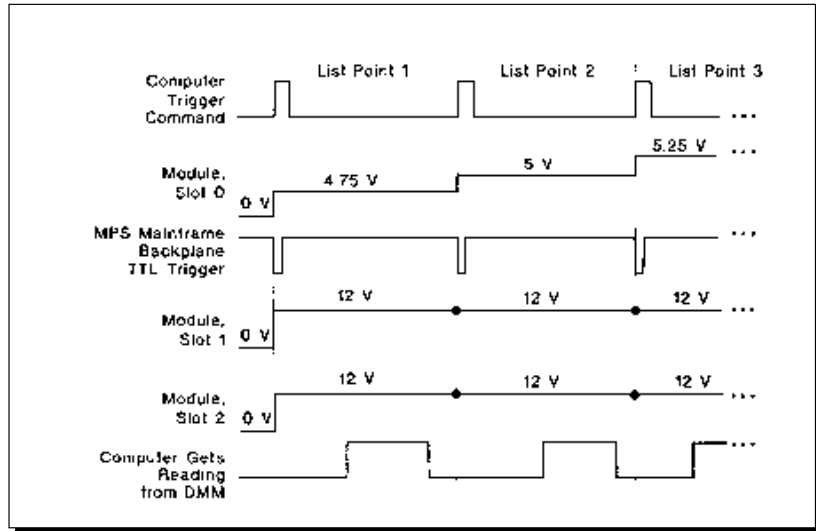 List Point 1 List Point 2 List Point 3
Computer
Trigger
Command
...
5.25 V ...
5 V
4.75 V
Module,
Slot 0
0 V
MPS Mainframe
Backplane
TTL Trigger
...
12 V 12 V 12 V ...
Module,
Slot 1
0 V
12 V 12 V 12 V ...
Module,
Slot 2
0 V
Computer Gets
Reading
from DMM
...